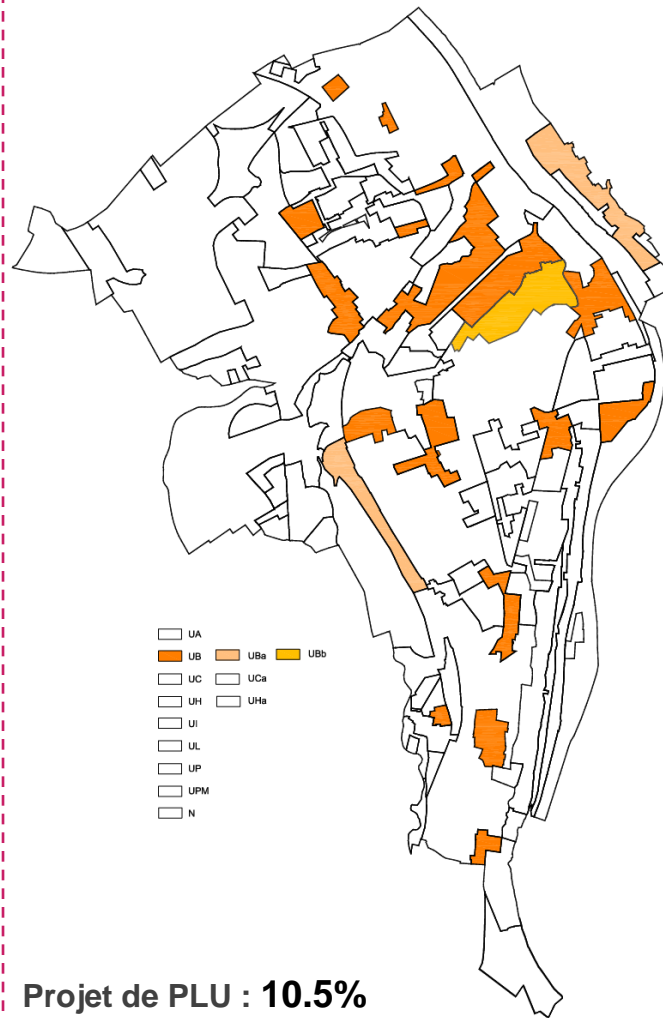 UA
UB UBa UBb
UC UCa
UH UHa
UI
UL
UP
UPM
N
Projet de PLU : 10.5%